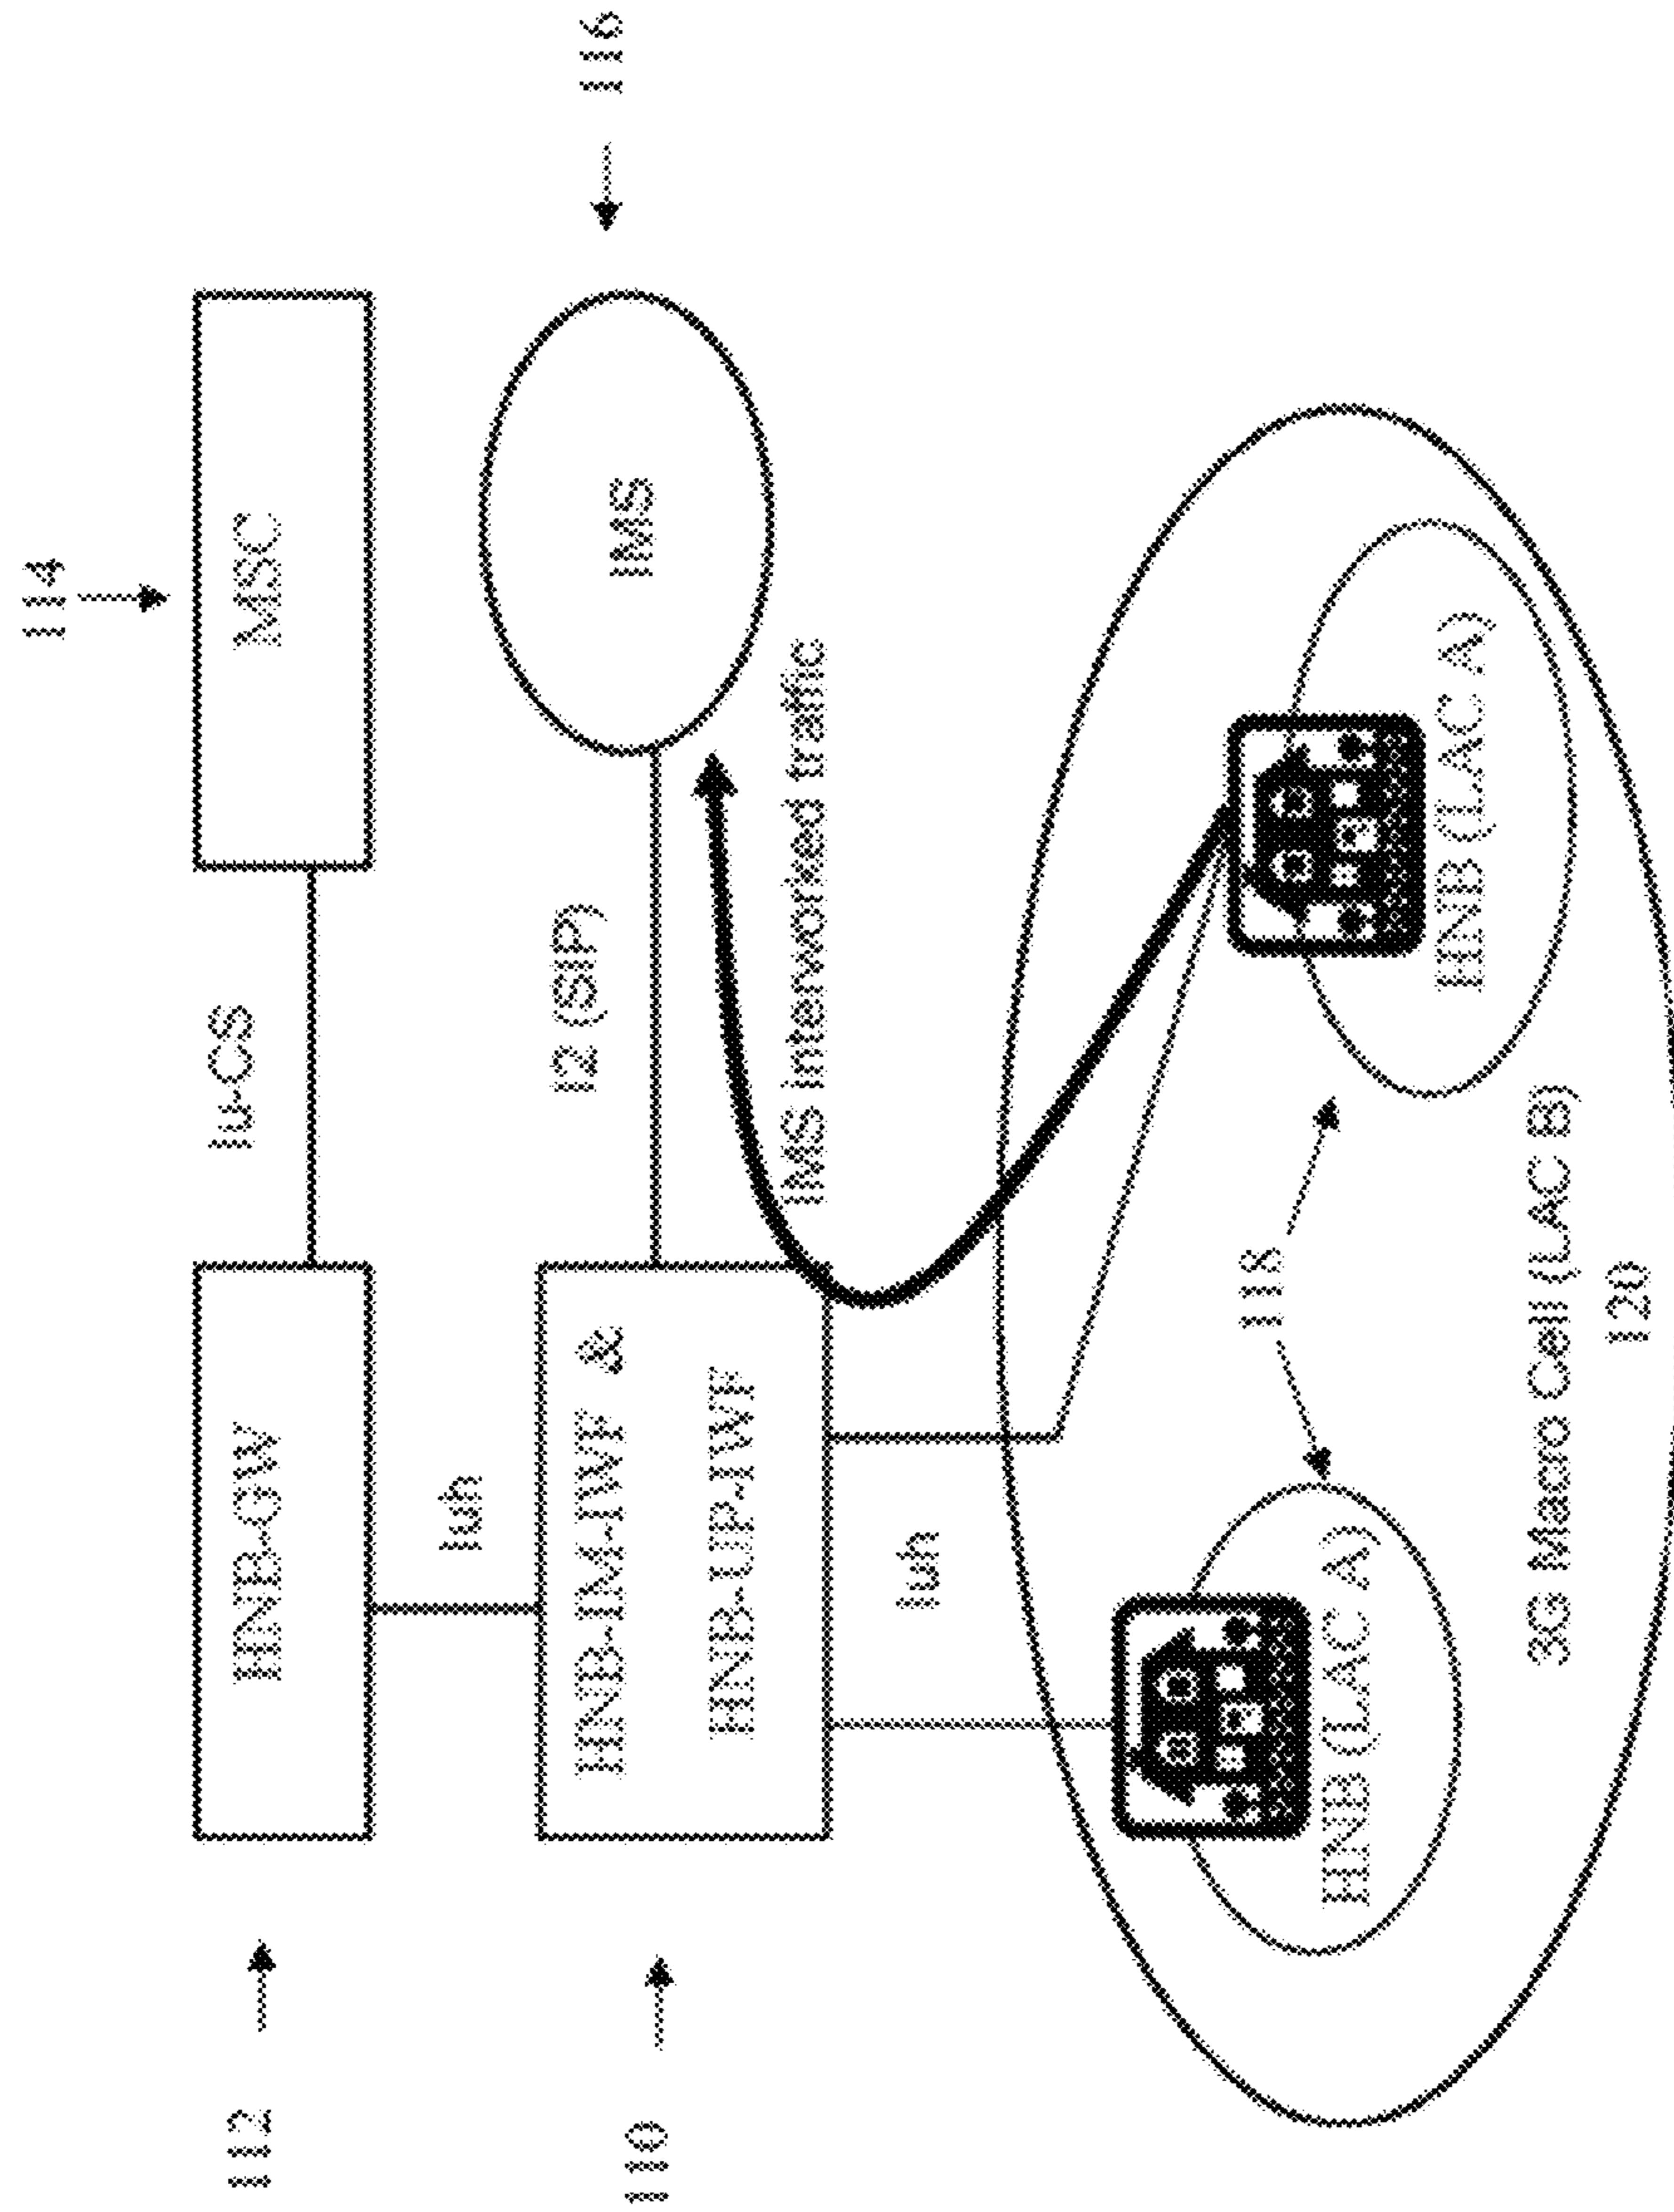 114
112
HNB-GW
Iu-CS
MSC
Iuh
110
HNB-IM-IWF &
HNB-UP-IWF
I2 (SIP)
IMS
116
IMS interworked traffic
Iuh
118
HNB (LAC A)
HNB (LAC A)
3G Macro Cell (LAC B)
120